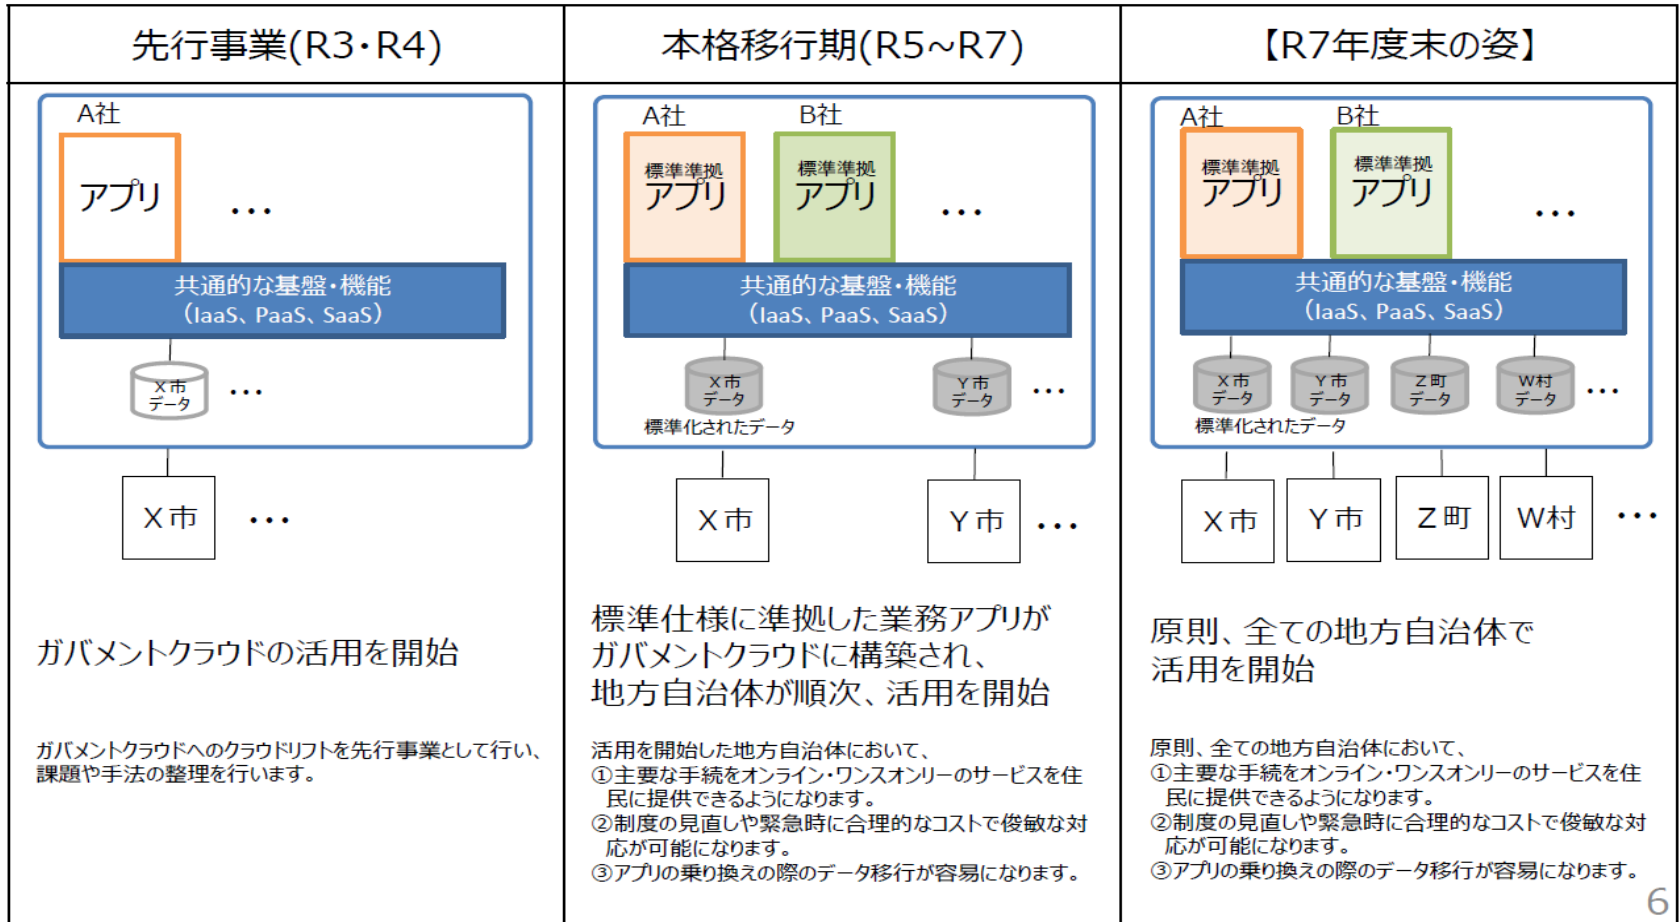 先行事業(R3・R4)
A社
アプリ
…
共通的な基盤・機能
(IaaS、PaaS、SaaS)
X市
データ
…
X市
…
ガバメントクラウドの活用を開始
ガバメントクラウドへのクラウドリフトを先行事業として行い、
課題や手法の整理を行います。
本格移行期(R5~R7)
A社
B社
標準準拠
アプリ
標準準拠
アプリ
…
共通的な基盤・機能
(IaaS、PaaS、SaaS)
X市
データ
Y市
データ
…
標準化されたデータ
X市
Y市
…
標準仕様に準拠した業務アプリが
ガバメントクラウドに構築され、
地方自治体が順次、活用を開始
活用を開始した地方自治体において、
①主要な手続をオンライン・ワンスオンリーのサービスを住
民に提供できるようになります。
②制度の見直しや緊急時に合理的なコストで俊敏な対
応が可能になります。
③アプリの乗り換えの際のデータ移行が容易になります。
【R7年度末の姿】
A社
B社
標準準拠
アプリ
標準準拠
アプリ
…
共通的な基盤・機能
(IaaS、PaaS、SaaS)
X市
データ
Y市
データ
Z町
データ
W村
データ
…
標準化されたデータ
X市
Y市
Z町
W村
…
原則、全ての地方自治体で
活用を開始
原則、全ての地方自治体において、
①主要な手続をオンライン・ワンスオンリーのサービスを住
民に提供できるようになります。
②制度の見直しや緊急時に合理的なコストで俊敏な対
応が可能になります。
③アプリの乗り換えの際のデータ移行が容易になります。
6